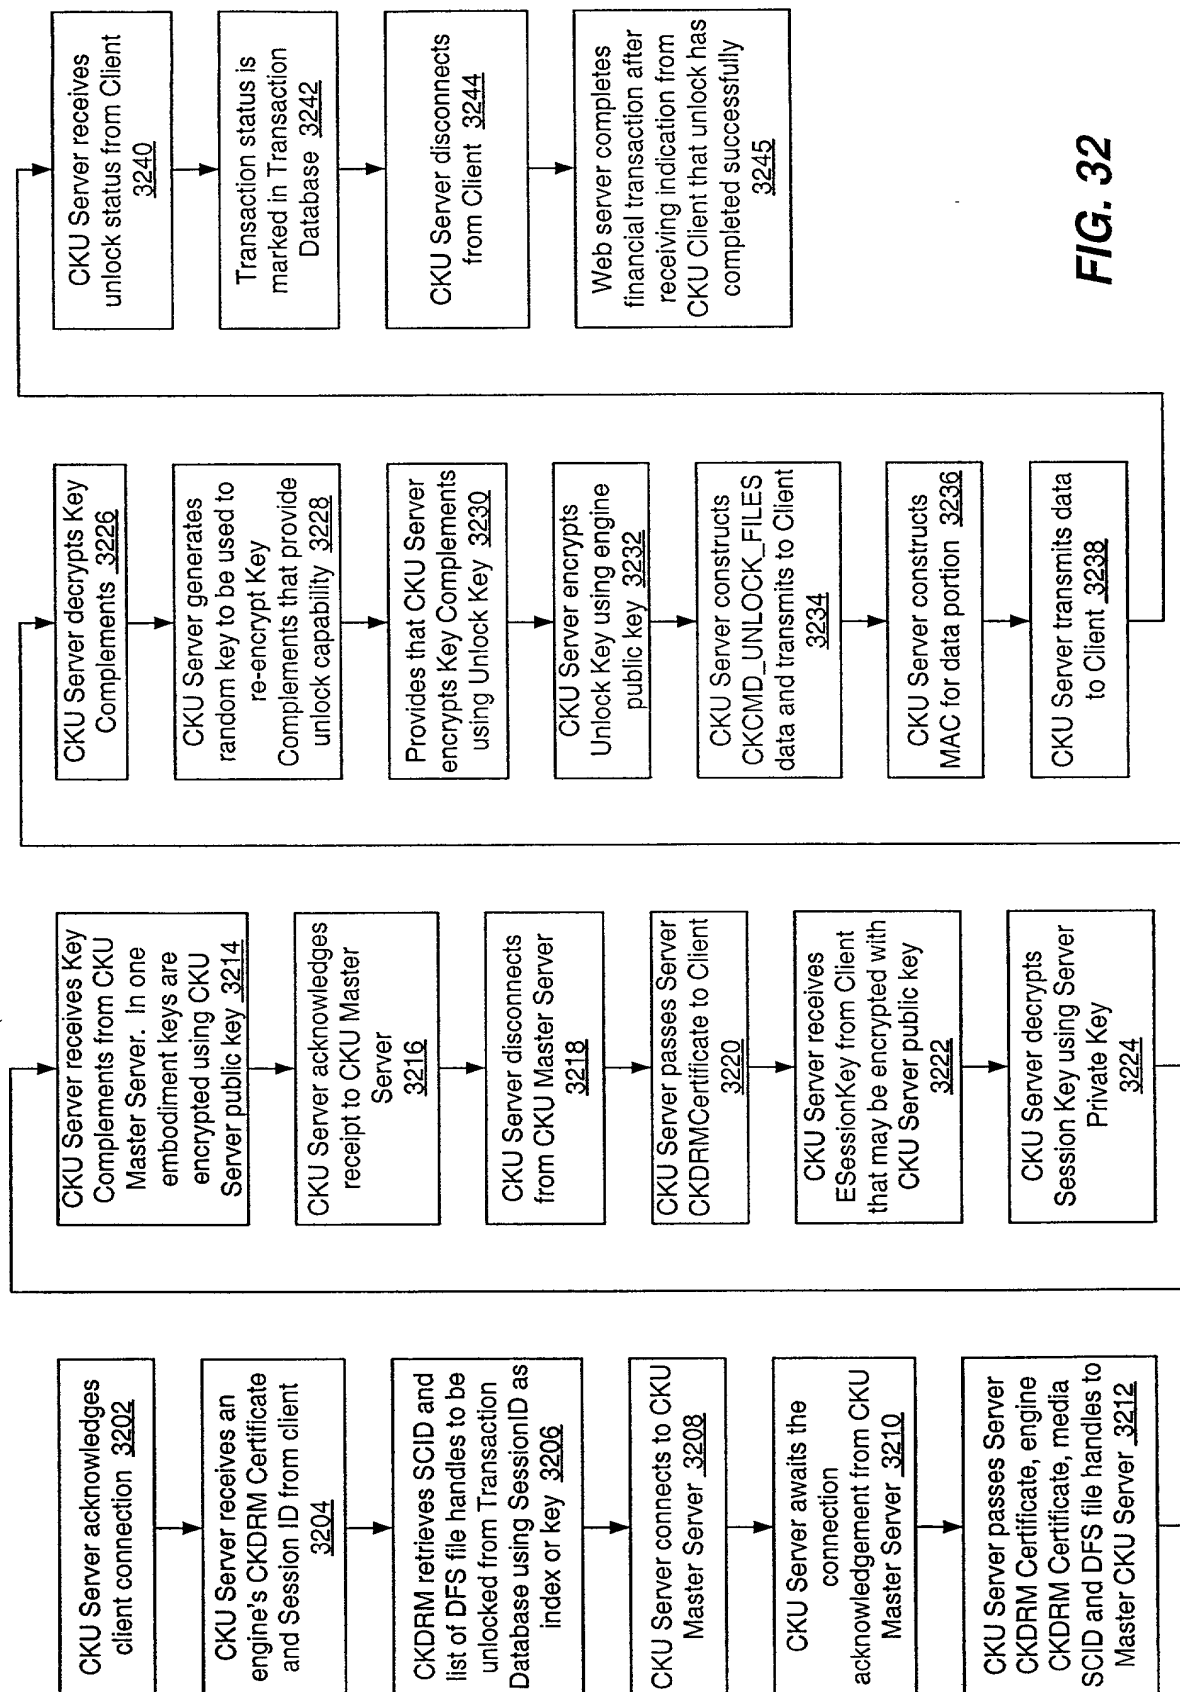 CKU Server acknowledges
client connection 3202
CKU Server receives an
engine's CKDRM Certificate
and Session ID from client
3204
CKDRM retrieves SCID and
list of DFS file handles to be
unlocked from Transaction
Database using SessionID as
index or key 3206
CKU Server connects to CKU
Master Server 3208
CKU Server awaits the
connection
acknowledgement from CKU
Master Server 3210
CKU Server passes Server
CKDRM Certificate, engine
CKDRM Certificate, media
SCID and DFS file handles to
Master CKU Server 3212
CKU Server receives Key
Complements from CKU
Master Server. In one
embodiment keys are
encrypted using CKU
Server public key 3214
CKU Server acknowledges
receipt to CKU Master
Server
3216
CKU Server disconnects
from CKU Master Server
3218
CKU Server passes Server
CKDRMCertificate to Client
3220
CKU Server receives
ESessionKey from Client
that may be encrypted with
CKU Server public key
3222
CKU Server decrypts
Session Key using Server
Private Key
3224
CKU Server decrypts Key
Complements 3226
CKU Server generates
random key to be used to
re-encrypt Key
Complements that provide
unlock capability 3228
Provides that CKU Server
encrypts Key Complements
using Unlock Key 3230
CKU Server encrypts
Unlock Key using engine
public key 3232
CKU Server constructs
CKCMD_UNLOCK_FILES
data and transmits to Client
3234
CKU Server constructs
MAC for data portion 3236
CKU Server transmits data
to Client 3238
CKU Server receives
unlock status from Client
3240
Transaction status is
marked in Transaction
Database 3242
CKU Server disconnects
from Client 3244
Web server completes
financial transaction after
receiving indication from
CKU Client that unlock has
completed successfully
3245
FIG. 32